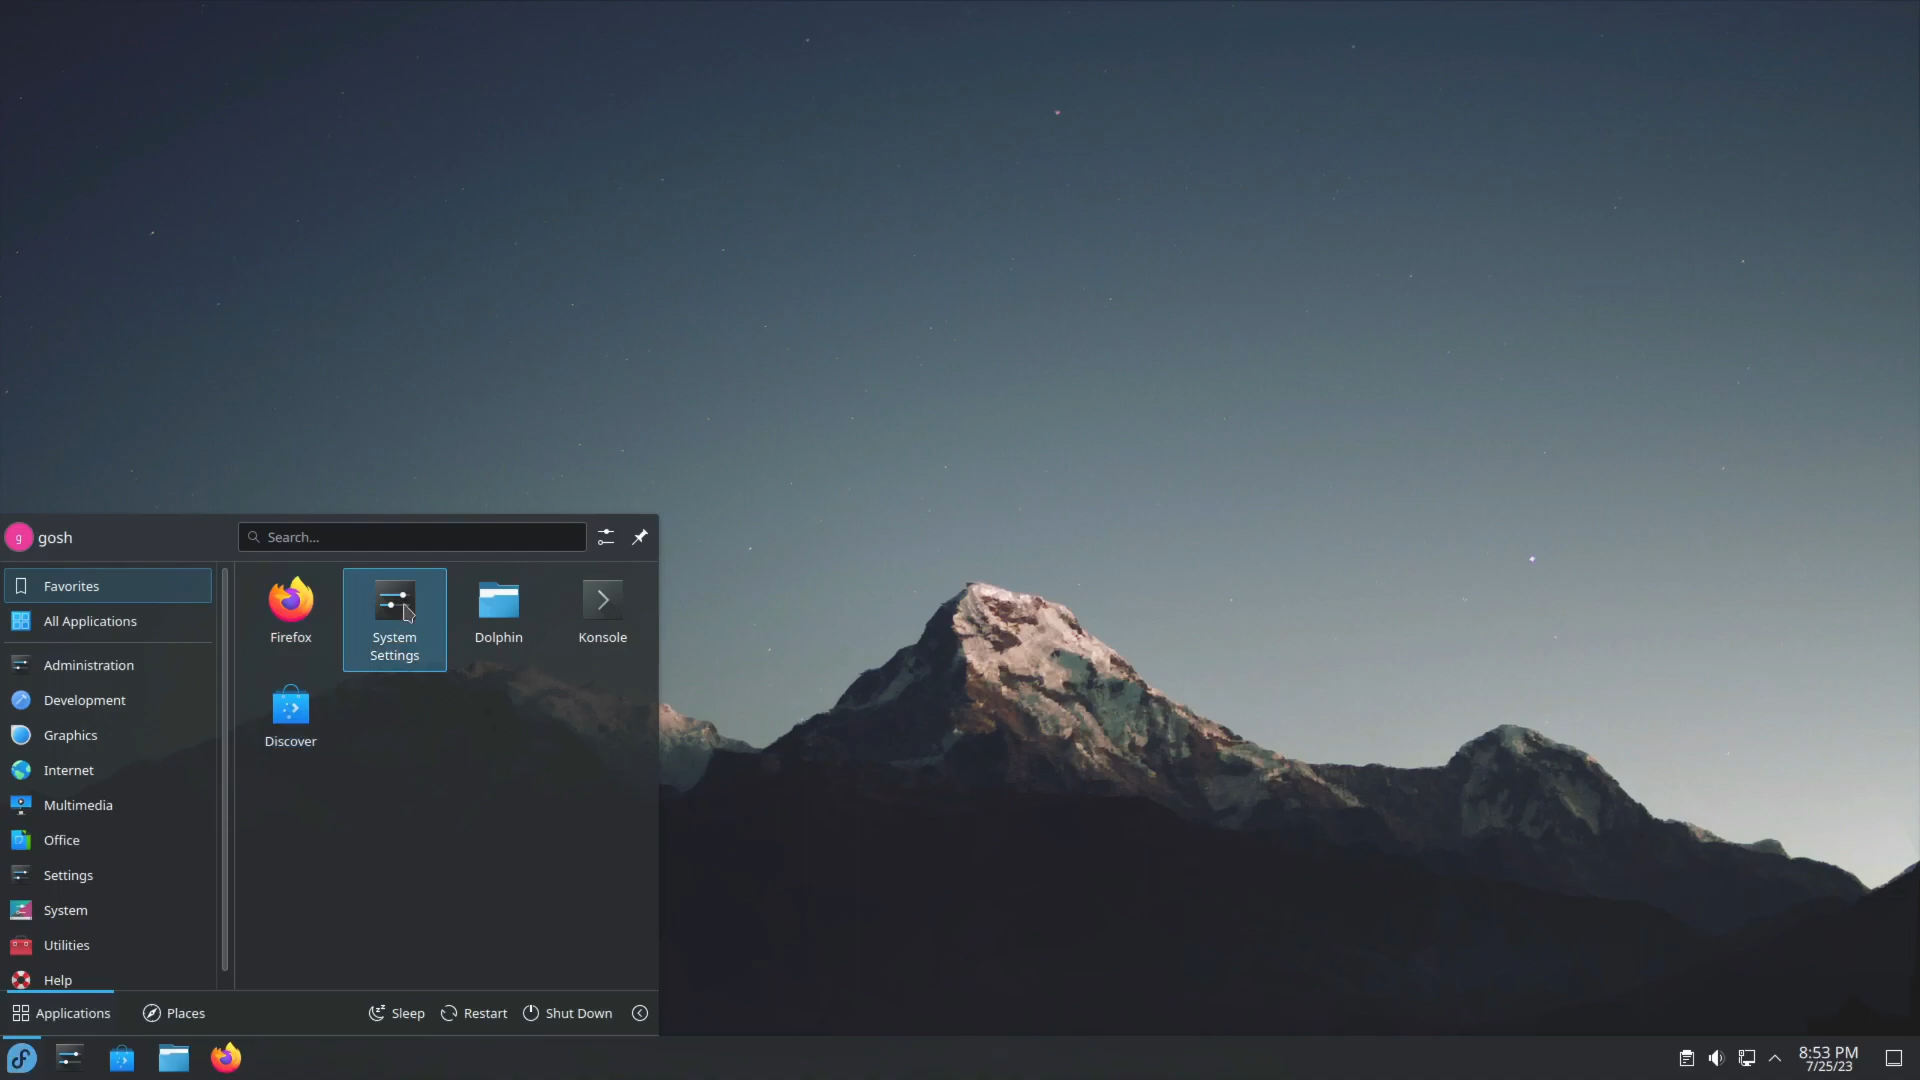 g gosh
Search...
Favorites
All Applications
Administration
Development
Graphics
Internet
Multimedia
Office
Settings
System
Utilities
Help
Firefox
System
Settings
Dolphin
Konsole
Discover
Applications
Places
Sleep
Restart
Shut Down
8:53 PM
7/25/23